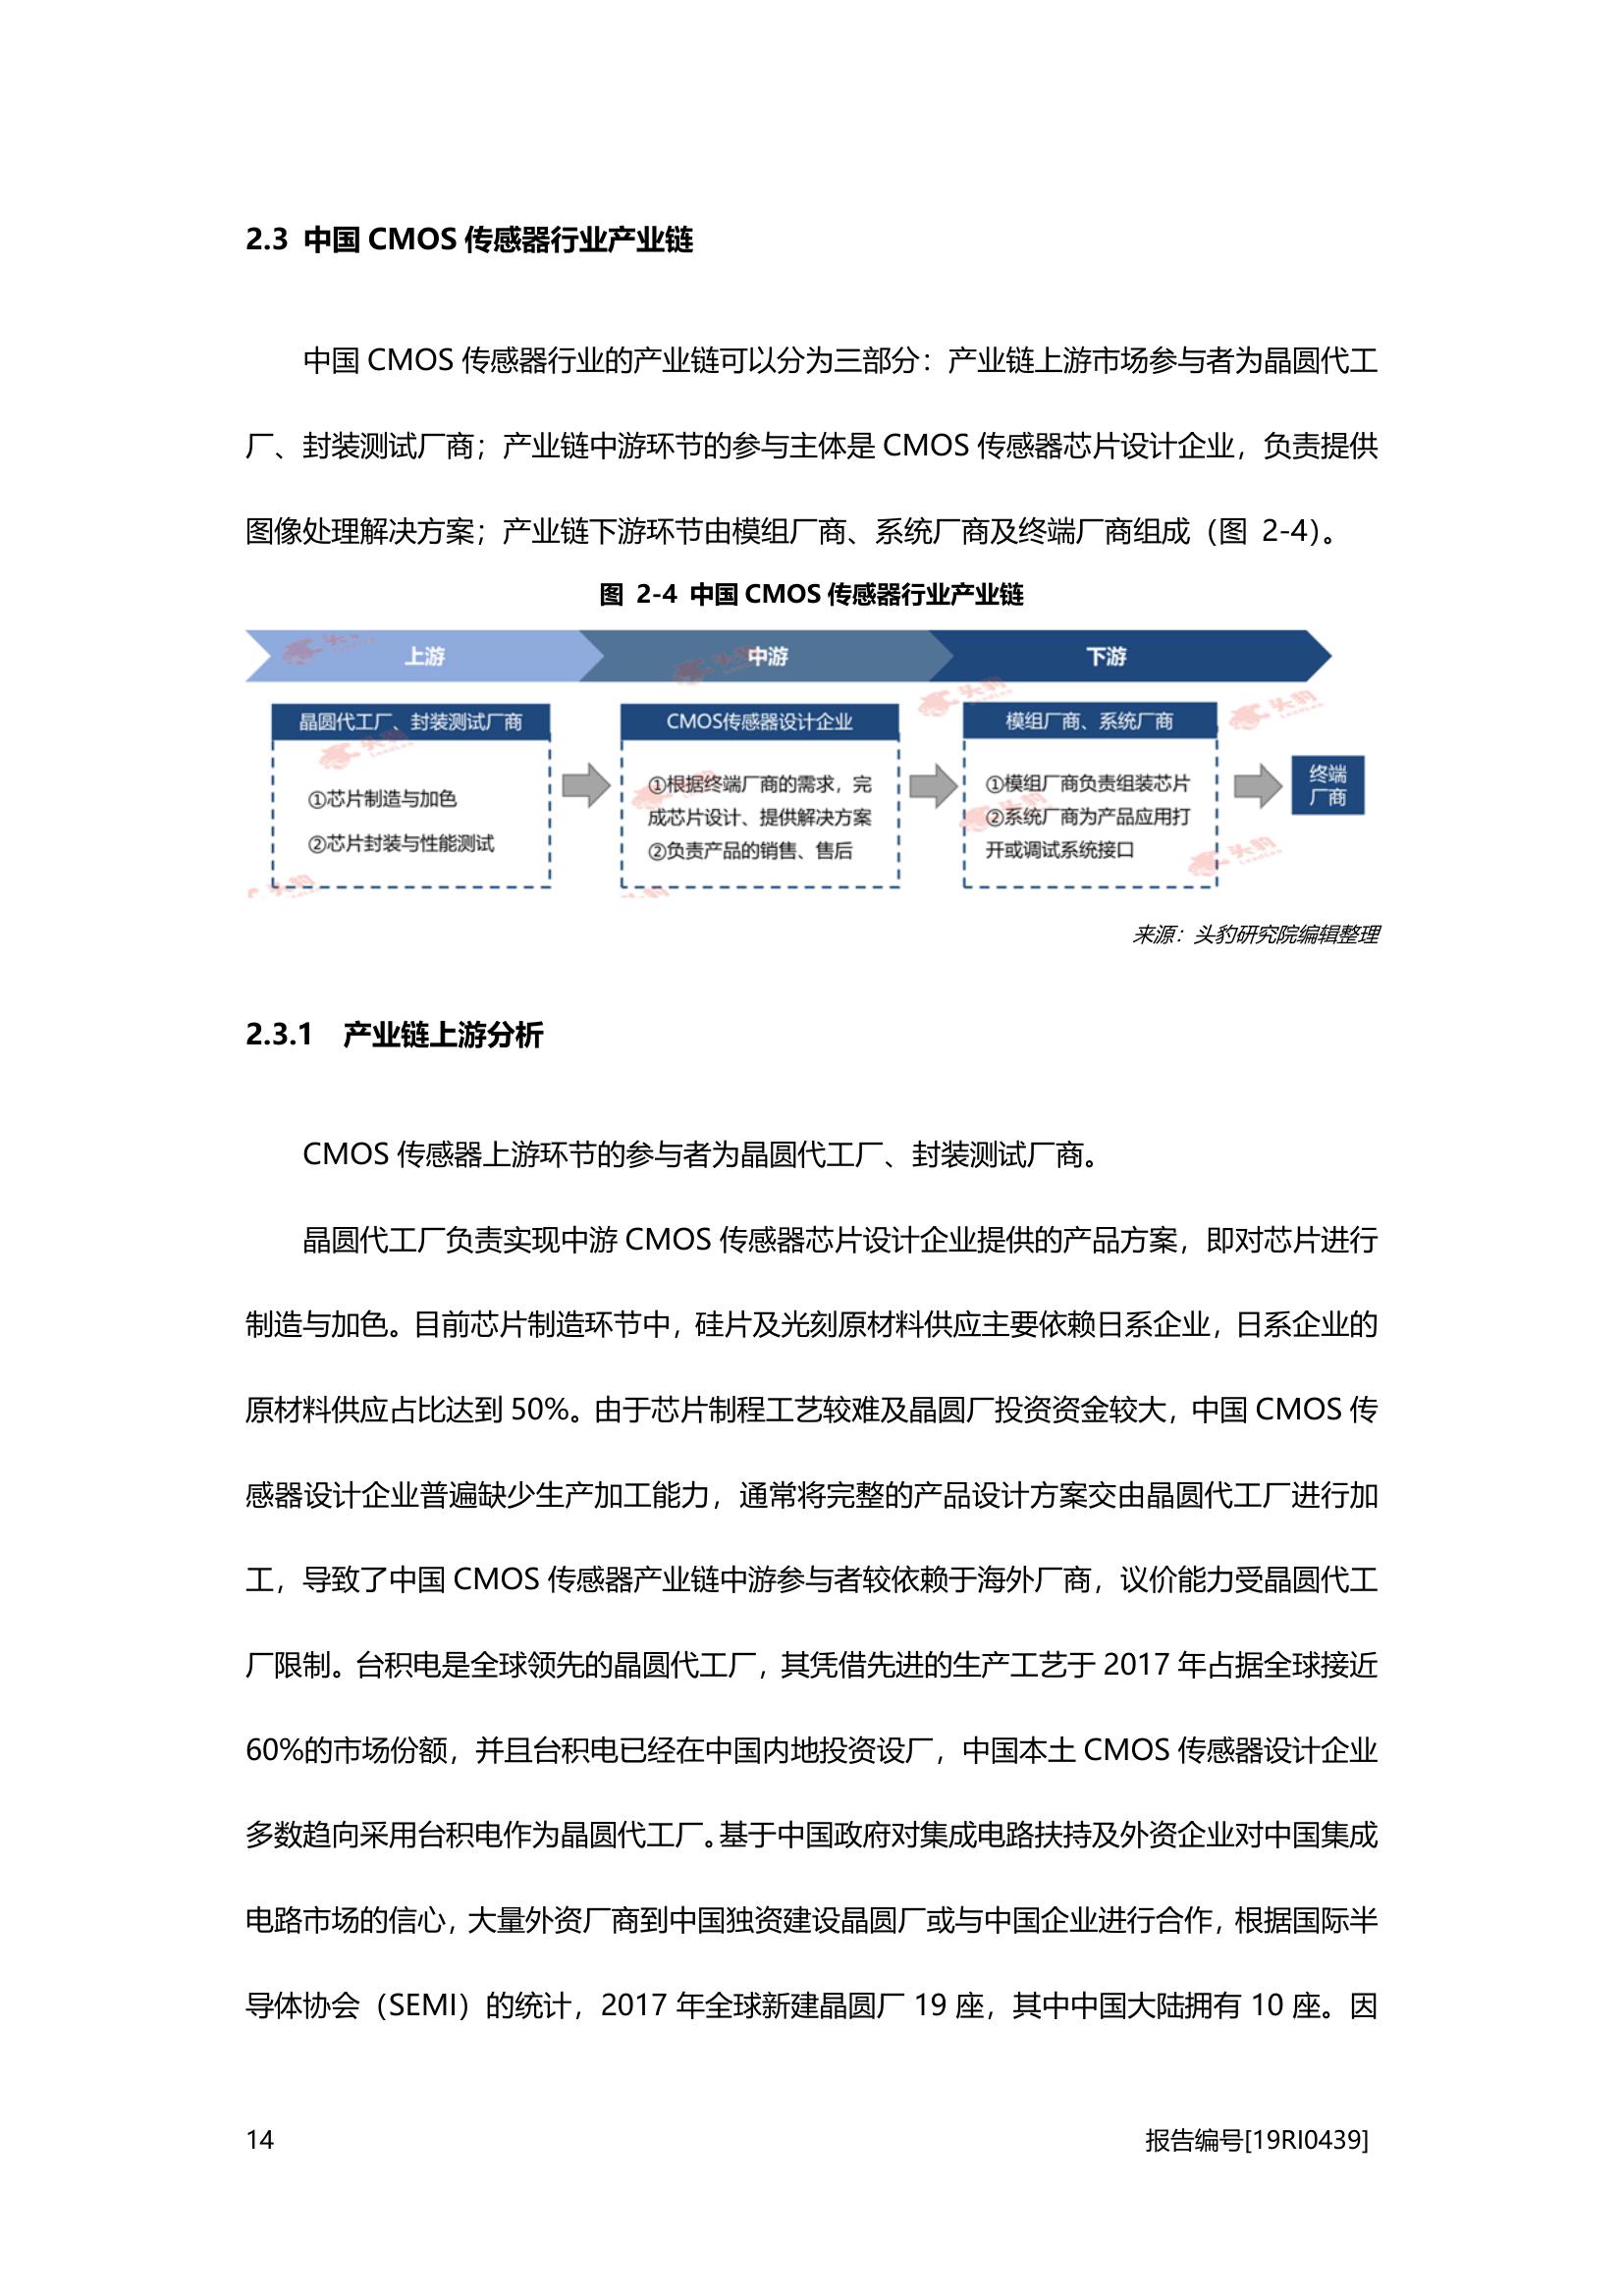 2.3 中国 CMOS 传感器行业产业链
中国 CMOS 传感器行业的产业链可以分为三部分：产业链上游市场参与者为晶圆代工
厂、封装测试厂商；产业链中游环节的参与主体是 CMOS 传感器芯片设计企业，负责提供
图像处理解决方案；产业链下游环节由模组厂商、系统厂商及终端厂商组成（图 2-4）。
图 2-4 中国 CMOS 传感器行业产业链
上游
中游
下游
晶圆代工厂、封装测试厂商
①芯片制造与加色
②芯片封装与性能测试
CMOS传感器设计企业
①根据终端厂商的需求，完
成芯片设计、提供解决方案
②负责产品的销售、售后
模组厂商、系统厂商
①模组厂商负责组装芯片
②系统厂商为产品应用打
开或调试系统接口
终端
厂商
来源：头豹研究院编辑整理
2.3.1 产业链上游分析
CMOS 传感器上游环节的参与者为晶圆代工厂、封装测试厂商。
晶圆代工厂负责实现中游 CMOS 传感器芯片设计企业提供的产品方案，即对芯片进行
制造与加色。目前芯片制造环节中，硅片及光刻原材料供应主要依赖日系企业，日系企业的
原材料供应占比达到 50%。由于芯片制程工艺较难及晶圆厂投资资金较大，中国 CMOS 传
感器设计企业普遍缺少生产加工能力，通常将完整的产品设计方案交由晶圆代工厂进行加
工，导致了中国 CMOS 传感器产业链中游参与者较依赖于海外厂商，议价能力受晶圆代工
厂限制。台积电是全球领先的晶圆代工厂，其凭借先进的生产工艺于 2017 年占据全球接近
60%的市场份额，并且台积电已经在中国内地投资设厂，中国本土 CMOS 传感器设计企业
多数趋向采用台积电作为晶圆代工厂。基于中国政府对集成电路扶持及外资企业对中国集成
电路市场的信心，大量外资厂商到中国独资建设晶圆厂或与中国企业进行合作，根据国际半
导体协会（SEMI）的统计，2017 年全球新建晶圆厂 19 座，其中中国大陆拥有 10 座。因
14
报告编号[19RI0439]